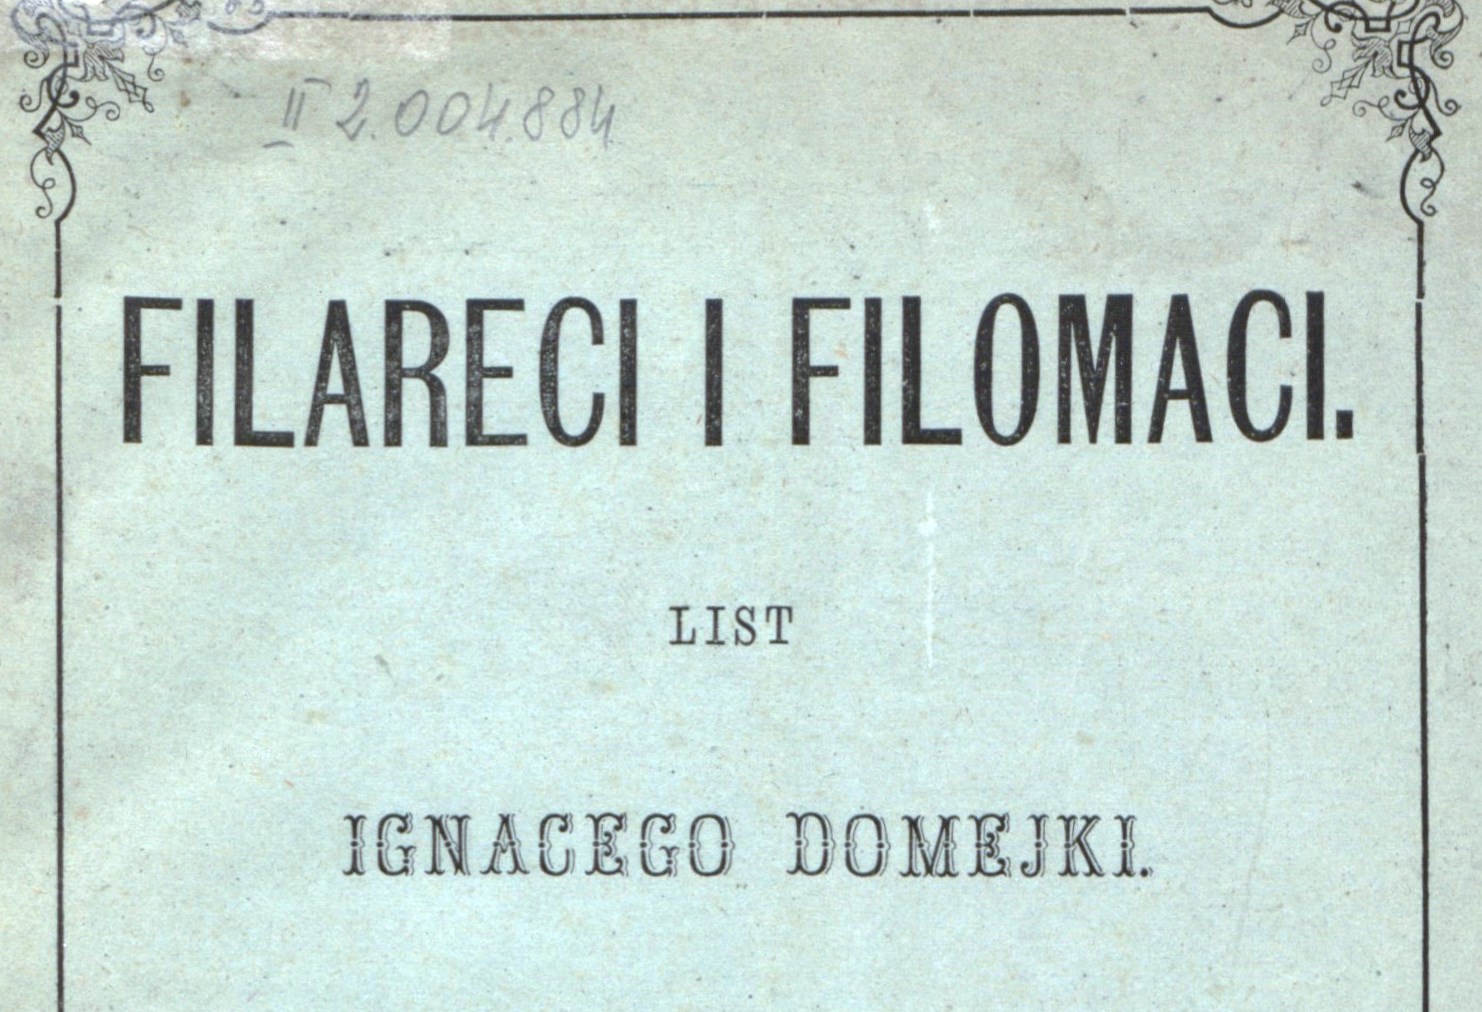 II 2.004.884
FILARECI I FILOMACI.
LIST
IGNACEGO DOMEJKI.